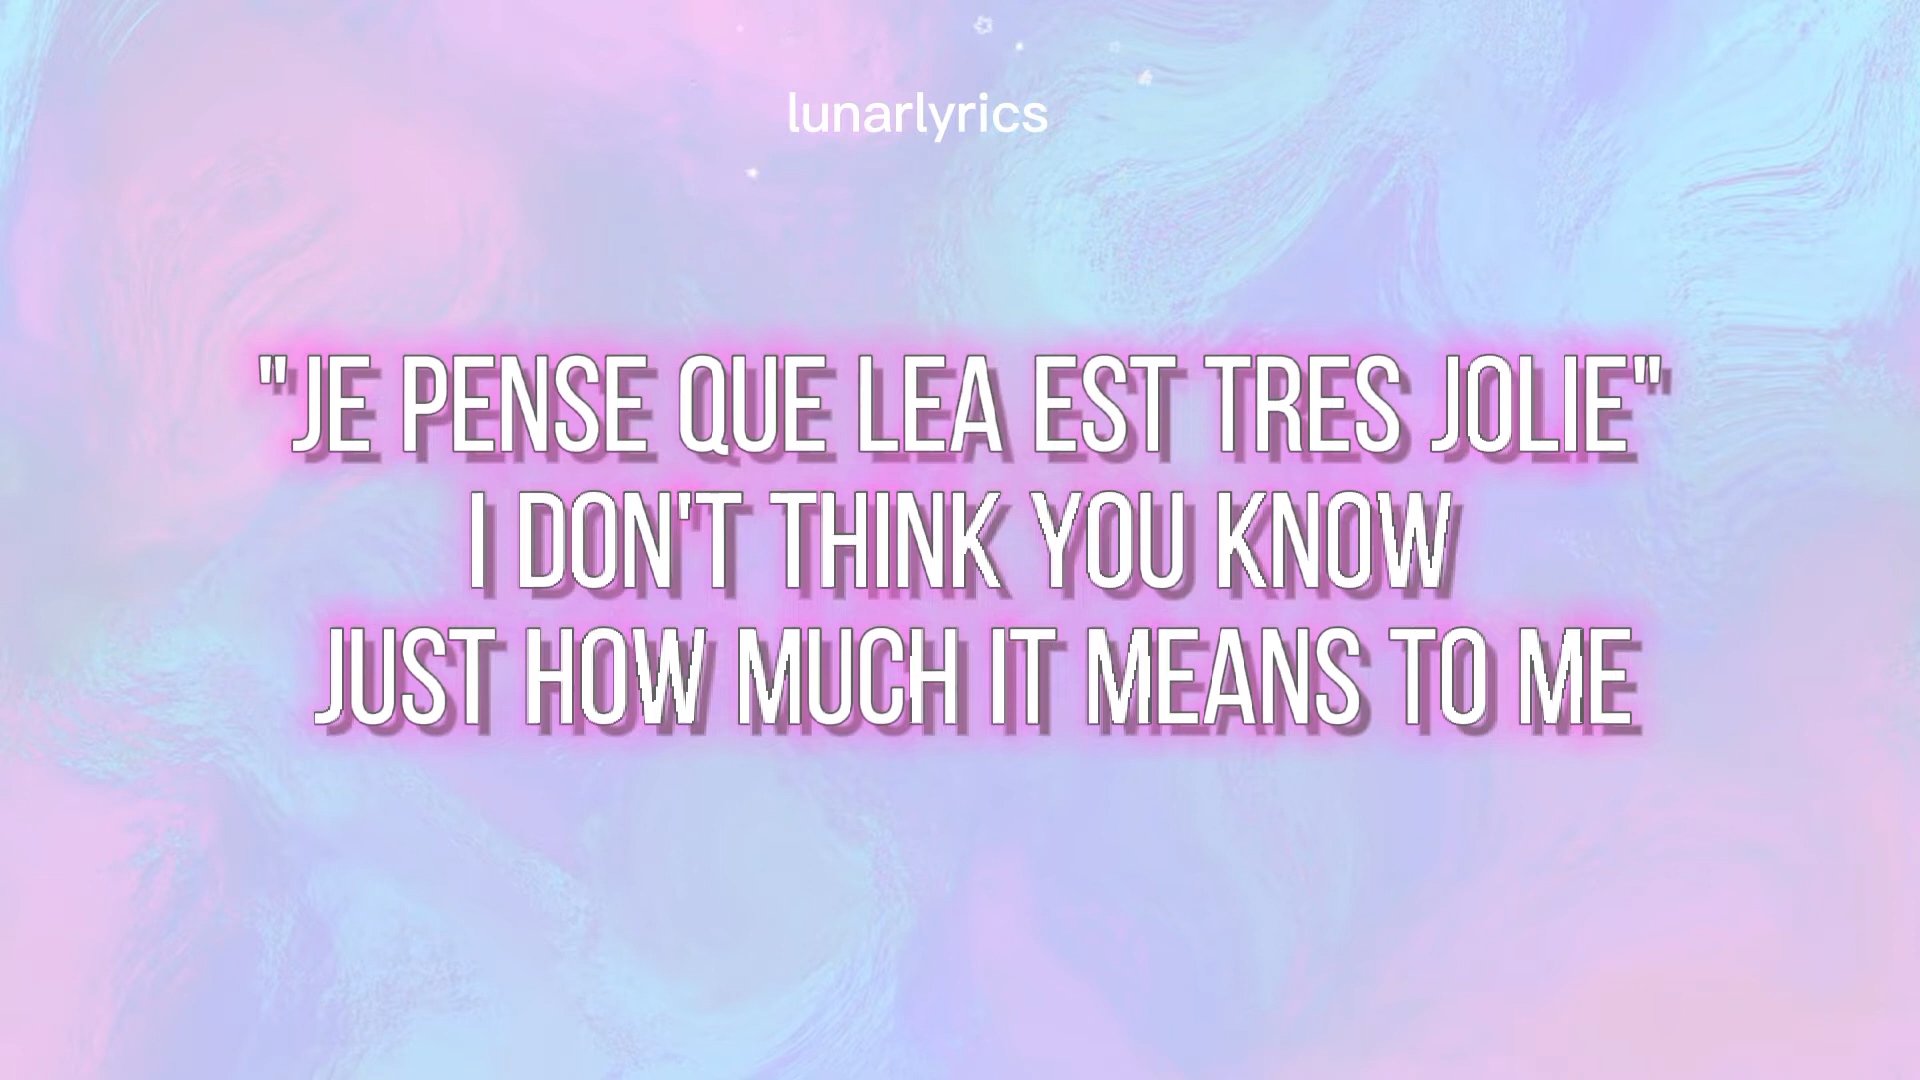 lunarlyrics
"JE PENSE QUE LEA EST TRES JOLIE"
I DON'T THINK YOU KNOW
JUST HOW MUCH IT MEANS TO ME